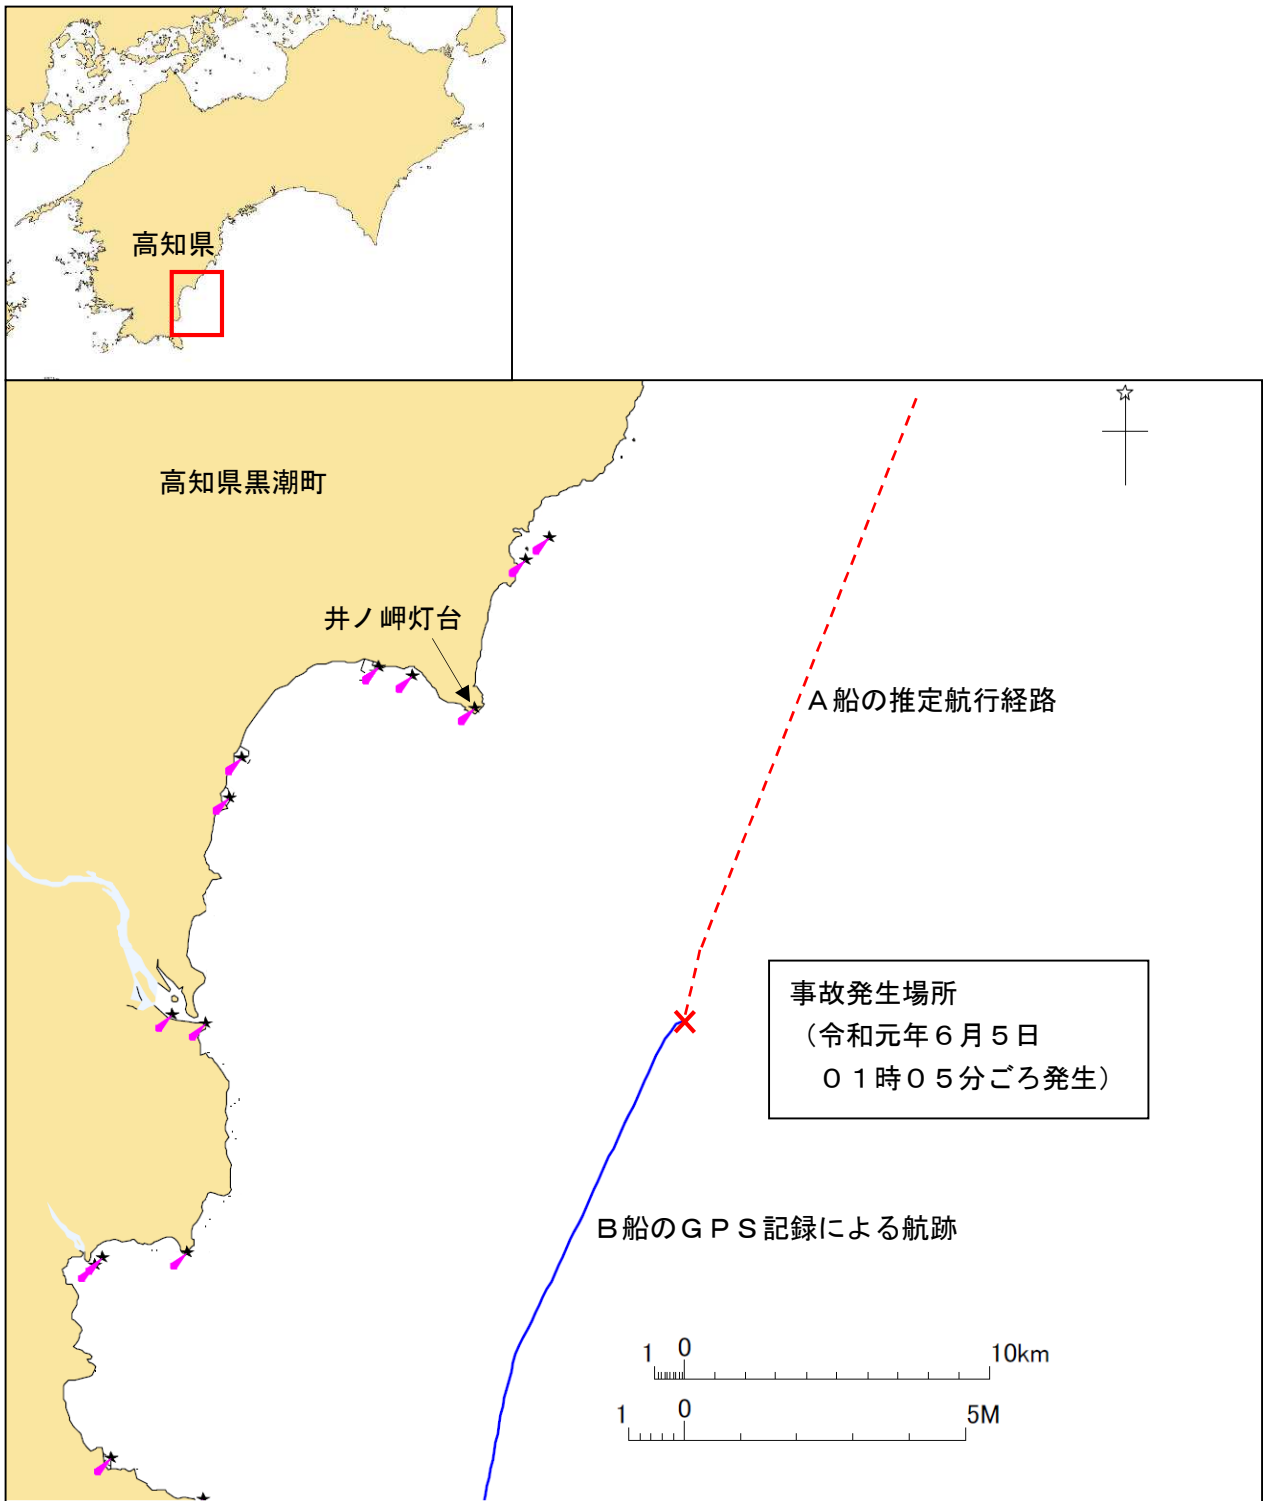 高知県
高知県黒潮町
井ノ岬灯台
A船の推定航行経路
事故発生場所
（令和元年６月５日
０１時０５分ごろ発生）
B船のＧＰＳ記録による航跡
1 0 10km
1 0 5M